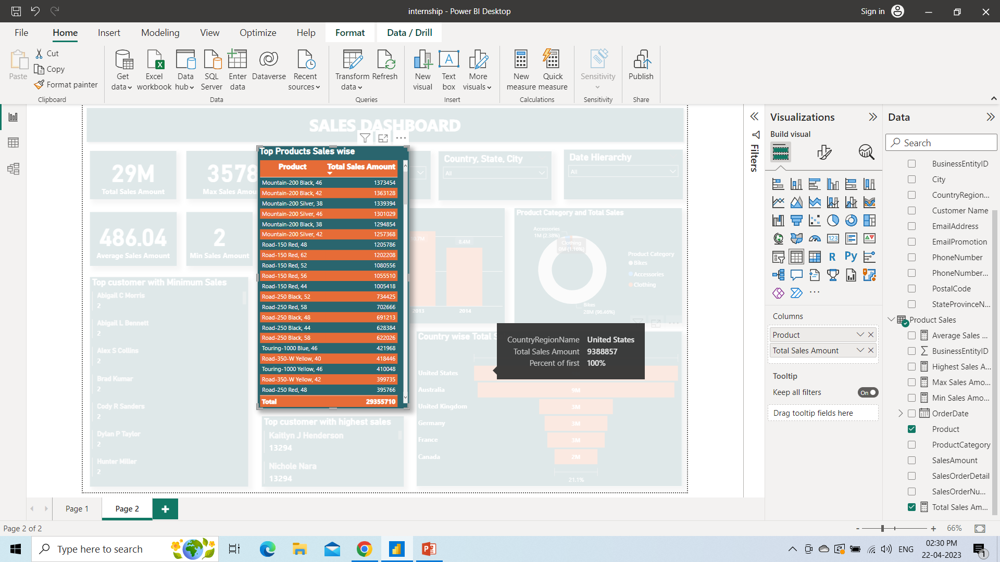 internship - Power BI Desktop
Sign in
File Home Insert Modeling View Optimize Help Format Data / Drill
Paste
Cut
Copy
Format painter
Clipboard
Get data
Excel workbook
Data hub
SQL Server
Enter data
Dataverse
Recent sources
Data
Transform data
Refresh
Queries
New visual
Text box
More visuals
Insert
New measure
Quick measure
Calculations
Sensitivity
Sensitivity
Publish
Share
SALES DASHBOARD
29M
Total Sales Amount
3578
Max Sales Amou
Country, State, City
All
Date Hierarchy
All
486.04
Average Sales Amount
2
Min Sales Amount
Top Products Sales wise
Product Total Sales Amount
Mountain-200 Black, 46 1373454
Mountain-200 Black, 42 1363128
Mountain-200 Silver, 38 1339394
Mountain-200 Silver, 46 1301029
Mountain-200 Black, 38 1294854
Mountain-200 Silver, 42 1257368
Road-150 Red, 48 1205786
Road-150 Red, 62 1202208
Road-150 Red, 52 1080556
Road-150 Red, 56 1055510
Road-150 Red, 44 1005418
Road-250 Black, 52 734425
Road-250 Red, 58 702666
Road-250 Black, 48 691213
Road-250 Black, 44 628384
Road-250 Black, 58 622026
Touring-1000 Blue, 46 421968
Road-350-W Yellow, 40 418446
Touring-1000 Yellow, 46 410048
Road-350-W Yellow, 42 399735
Road-250 Red, 48 395766
Total 29355710
8.4M
2013 2014
Product Category and Total Sales
Accessories
1M (2.38%)
Clothing
0M (1.16%)
Bikes
28M (96.46%)
Product Category
Bikes
Accessories
Clothing
Top customer with Minimum Sales
Abigail C Morris
2
Abigail L Bennett
2
Alex S Collins
2
Brad Kumar
2
Cody R Sanders
2
Dylan P Taylor
2
Hunter Miller
2
Top customer with highest sales
Kaitlyn J Henderson
13294
Nichole Nara
13294
Country wise Total S
CountryRegionName United States
Total Sales Amount 9388857
Percent of first 100%
United States
Australia 9M
United Kingdom 3M
Germany 3M
France 3M
Canada 2M
21.1%
Filters
Visualizations
Build visual
Columns
Product
Total Sales Amount
Tooltip
Keep all filters On
Drag tooltip fields here
Data
Search
BusinessEntityID
City
CountryRegion...
Customer Name
EmailAddress
EmailPromotion
PhoneNumber
PhoneNumber...
PostalCode
StateProvinceN...
Product Sales
Average Sales ...
BusinessEntityID
Highest Sales A...
Max Sales Amo...
Min Sales Amo...
OrderDate
Product
ProductCategory
SalesAmount
SalesOrderDetail
SalesOrderNu...
Total Sales Am...
Page 1 Page 2
Page 2 of 2
66%
Type here to search
ENG
02:30 PM
22-04-2023
1